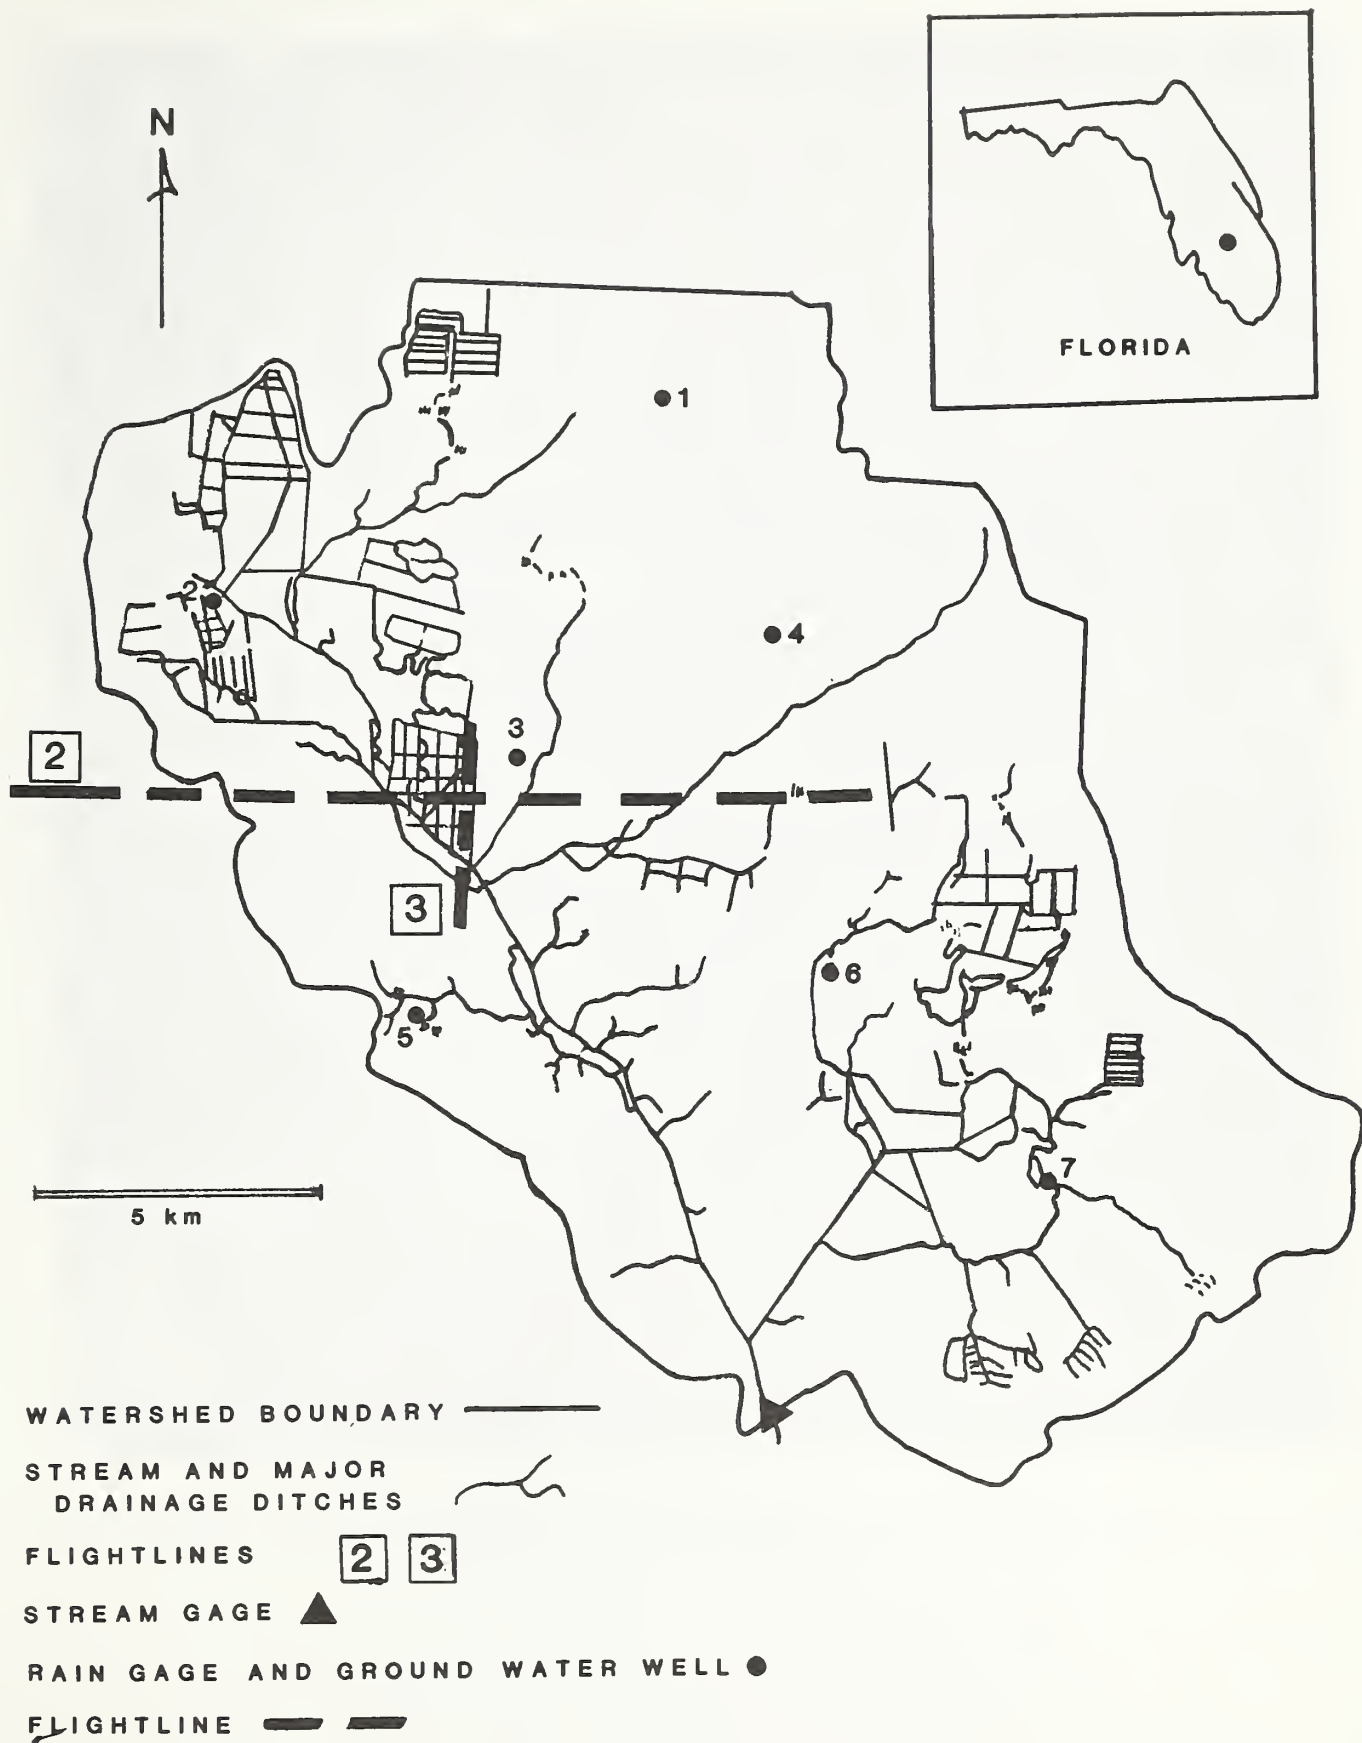 N
FLORIDA
1
2
4
3
2
3
6
5
7
5 km
WATERSHED BOUNDARY
STREAM AND MAJOR
DRAINAGE DITCHES
FLIGHTLINES 2 3
STREAM GAGE
RAIN GAGE AND GROUND WATER WELL
FLIGHTLINE